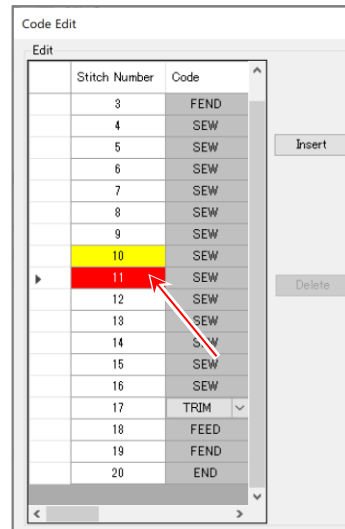 Code Edit
Edit
Stitch Number Code
3 FEND
4 SEW
5 SEW
Insert
6 SEW
7 SEW
8 SEW
9 SEW
10 SEW
11 SEW
Delete
12 SEW
13 SEW
14 SEW
15 SEW
16 SEW
17 TRIM
18 FEED
19 FEND
20 END